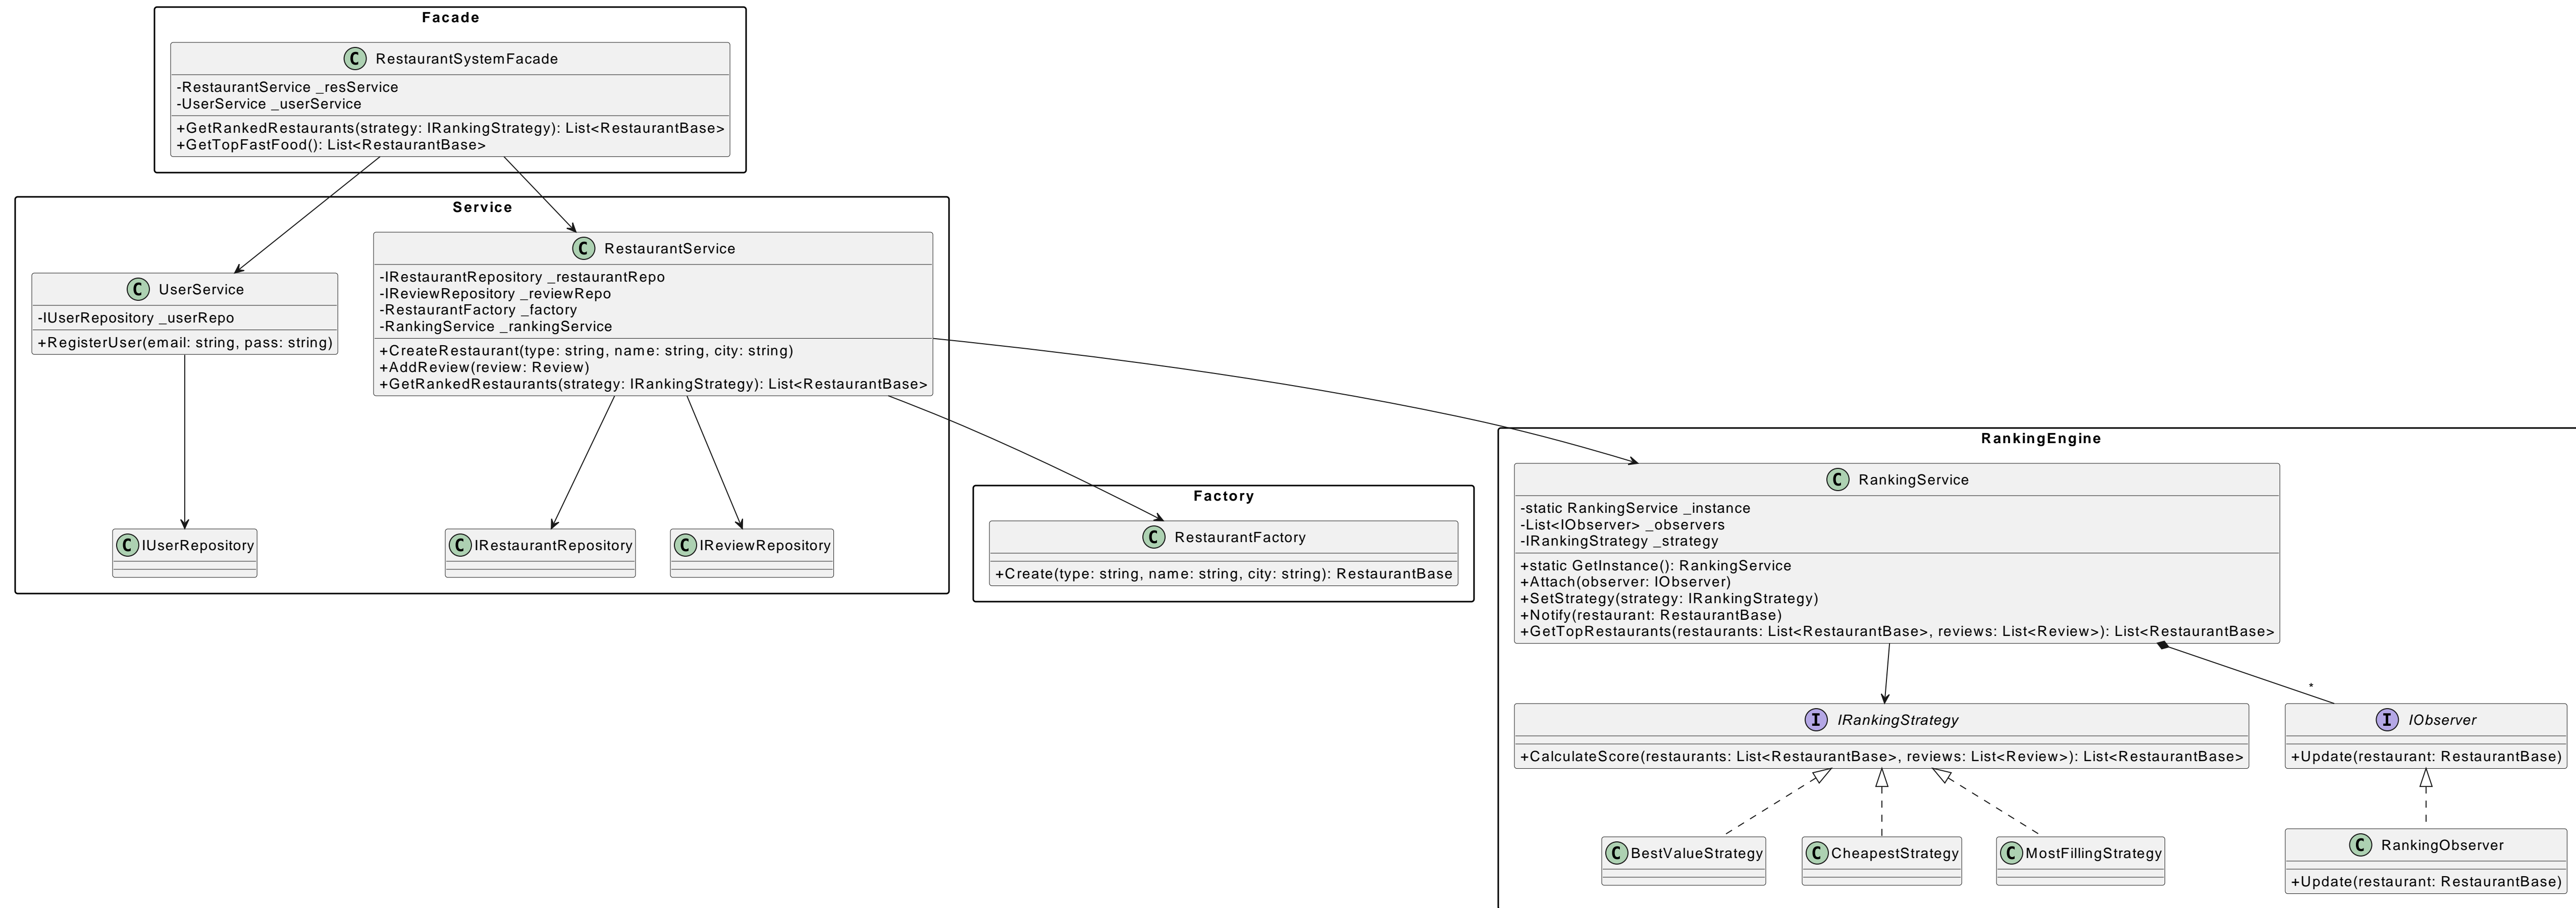 Facade
C RestaurantSystemFacade
-RestaurantService _resService
-UserService _userService
+GetRankedRestaurants(strategy: IRankingStrategy): List<RestaurantBase>
+GetTopFastFood(): List<RestaurantBase>
Service
C UserService
-IUserRepository _userRepo
+RegisterUser(email: string, pass: string)
C RestaurantService
-IRestaurantRepository _restaurantRepo
-IReviewRepository _reviewRepo
-RestaurantFactory _factory
-RankingService _rankingService
+CreateRestaurant(type: string, name: string, city: string)
+AddReview(review: Review)
+GetRankedRestaurants(strategy: IRankingStrategy): List<RestaurantBase>
C IUserRepository
C IRestaurantRepository
C IReviewRepository
Factory
C RestaurantFactory
+Create(type: string, name: string, city: string): RestaurantBase
RankingEngine
C RankingService
-static RankingService _instance
-List<IObserver> _observers
-IRankingStrategy _strategy
+static GetInstance(): RankingService
+Attach(observer: IObserver)
+SetStrategy(strategy: IRankingStrategy)
+Notify(restaurant: RestaurantBase)
+GetTopRestaurants(restaurants: List<RestaurantBase>, reviews: List<Review>): List<RestaurantBase>
*
I IRankingStrategy
+CalculateScore(restaurants: List<RestaurantBase>, reviews: List<Review>): List<RestaurantBase>
I IObserver
+Update(restaurant: RestaurantBase)
C BestValueStrategy
C CheapestStrategy
C MostFillingStrategy
C RankingObserver
+Update(restaurant: RestaurantBase)